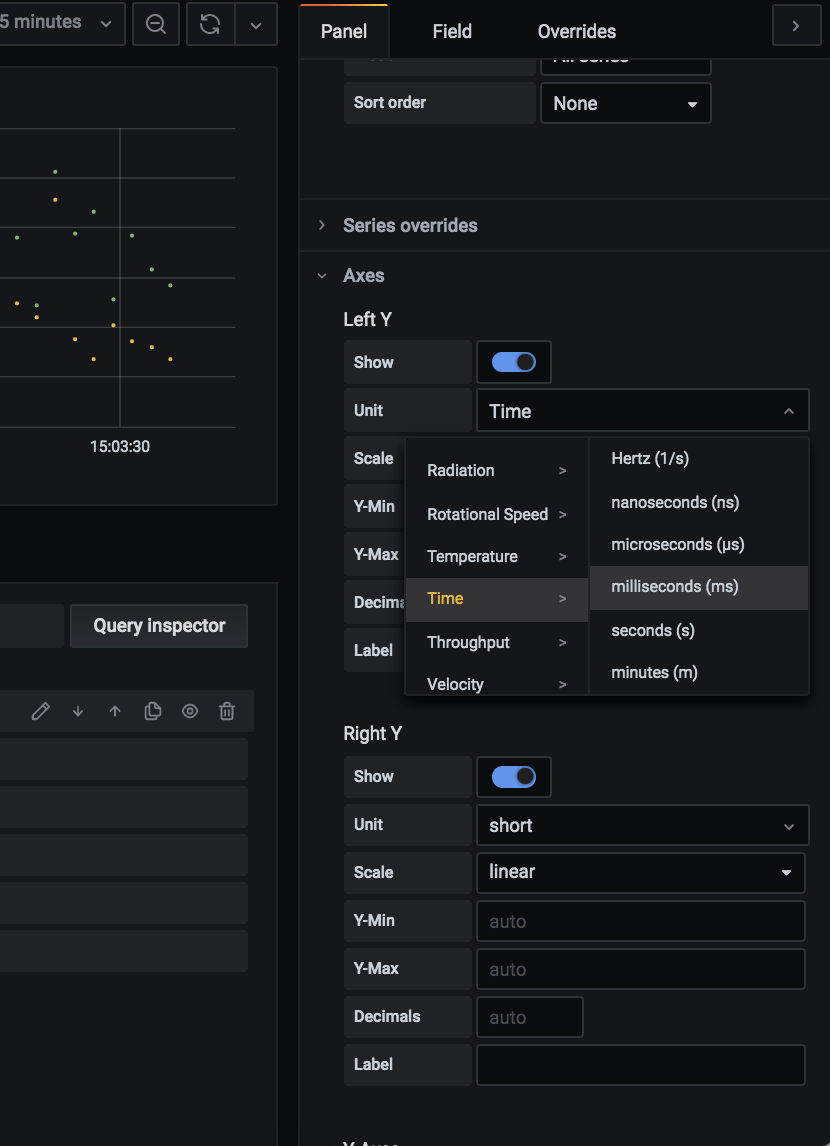 5 minutes
Panel
Field
Overrides
All series
Sort order
None
Series overrides
Axes
Left Y
Show
Unit
Time
Scale
Y-Min
Y-Max
Decima
Label
Radiation >
Rotational Speed >
Temperature >
Time >
Throughput >
Velocity >
Hertz (1/s)
nanoseconds (ns)
microseconds (µs)
milliseconds (ms)
seconds (s)
minutes (m)
15:03:30
Query inspector
Right Y
Show
Unit
short
Scale
linear
Y-Min
auto
Y-Max
auto
Decimals
auto
Label